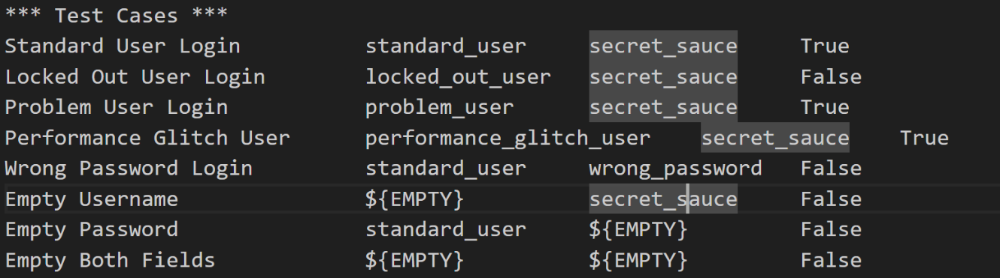 *** Test Cases ***
Standard User Login          standard_user     secret_sauce     True
Locked Out User Login        locked_out_user   secret_sauce     False
Problem User Login           problem_user      secret_sauce     True
Performance Glitch User      performance_glitch_user    secret_sauce    True
Wrong Password Login         standard_user     wrong_password   False
Empty Username               ${EMPTY}          secret_sauce     False
Empty Password               standard_user     ${EMPTY}         False
Empty Both Fields            ${EMPTY}          ${EMPTY}         False